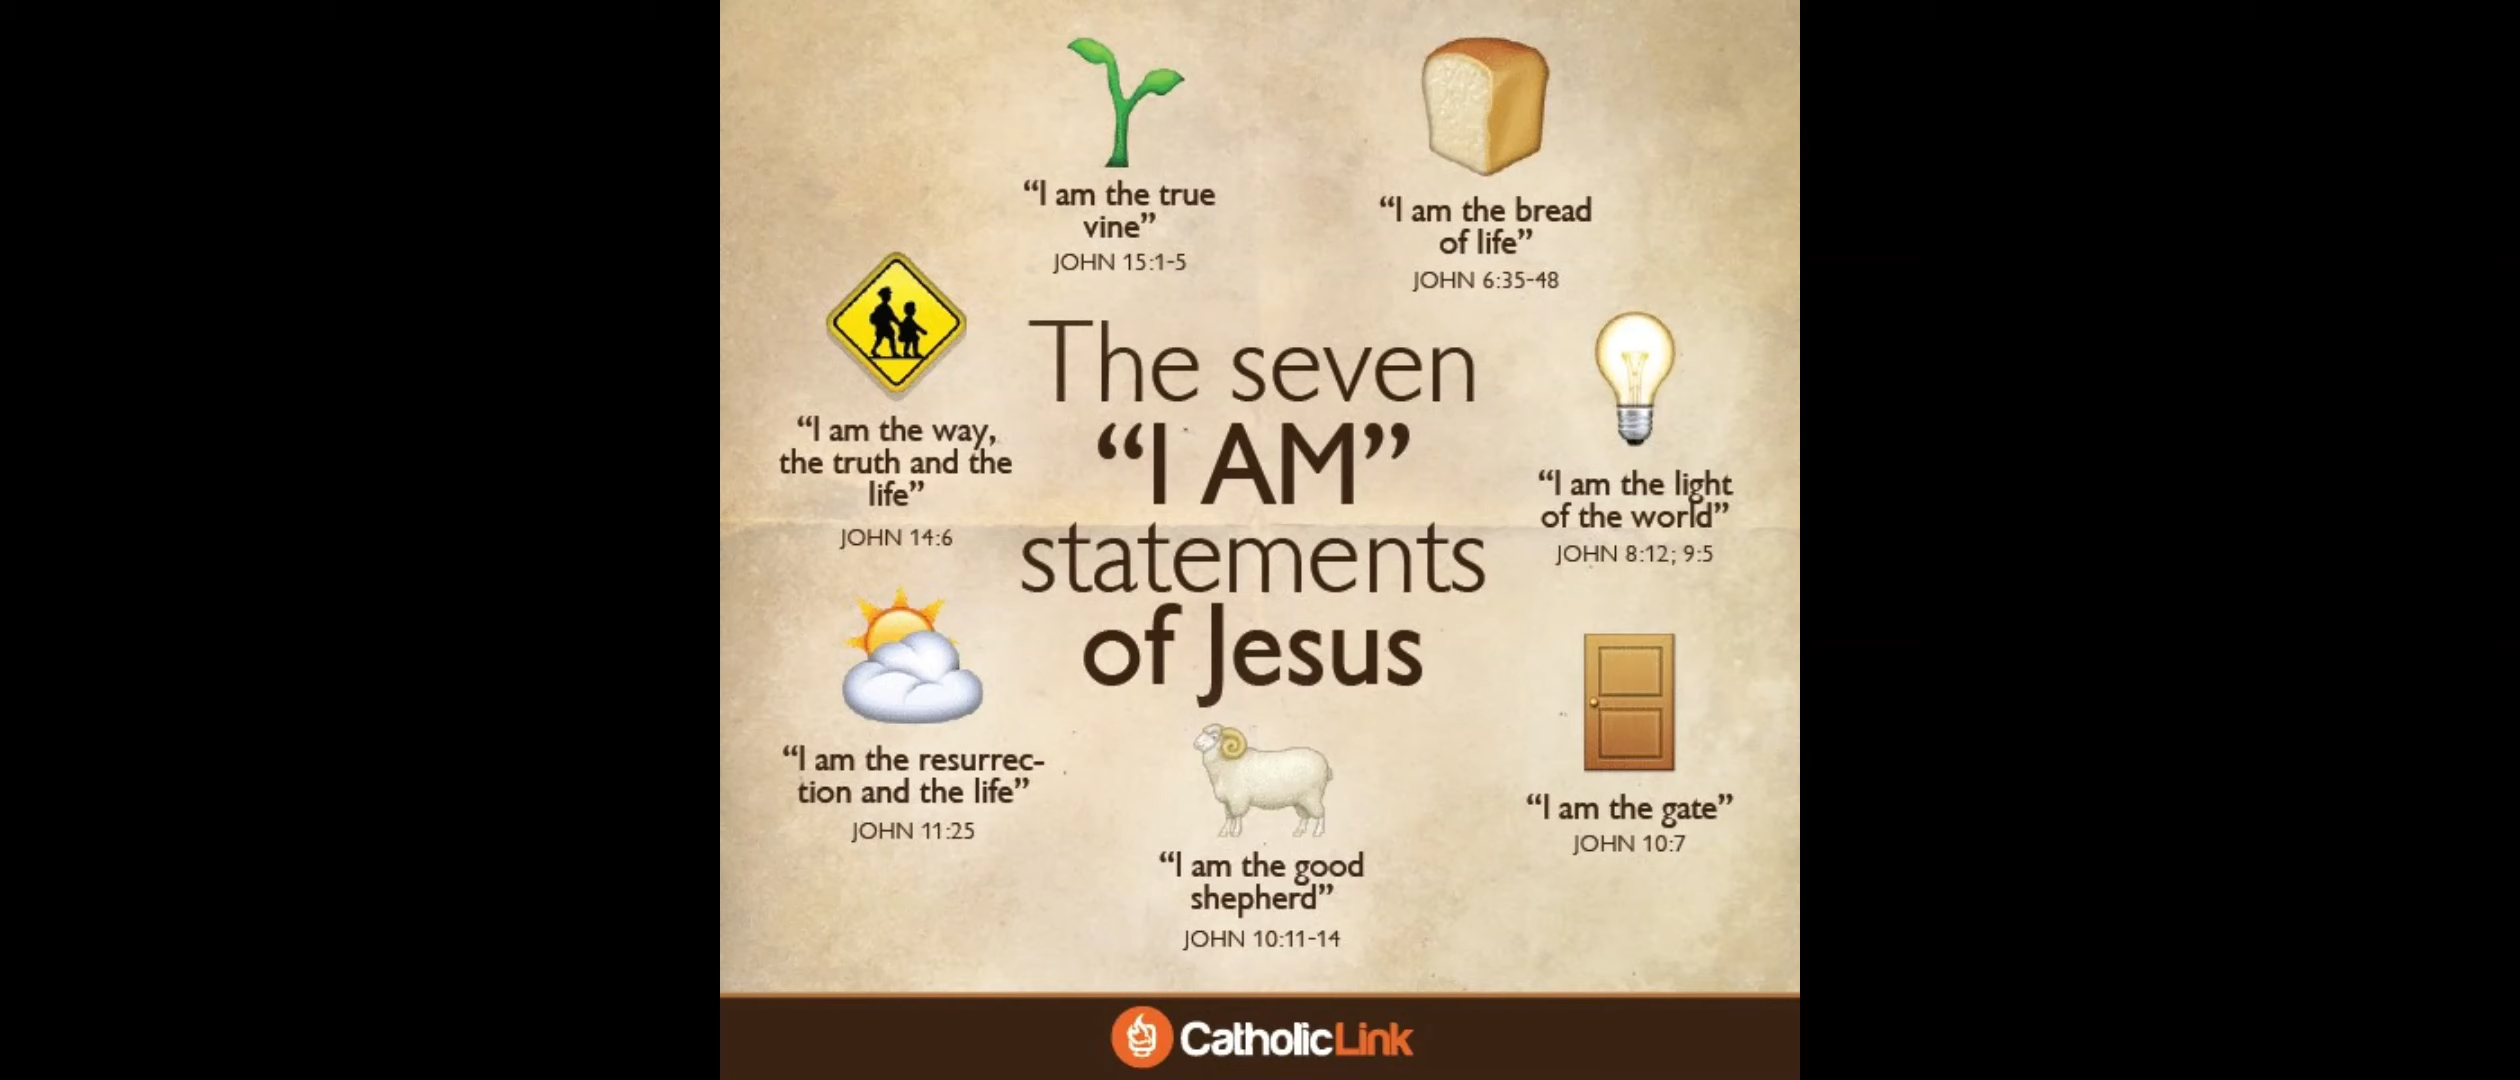 “I am the true
vine”
JOHN 15:1-5
“I am the bread
of life”
JOHN 6:35-48
“I am the way,
the truth and the
life”
JOHN 14:6
The seven
“I AM”
statements
of Jesus
“I am the light
of the world”
JOHN 8:12; 9:5
“I am the resurrec-
tion and the life”
JOHN 11:25
“I am the good
shepherd”
JOHN 10:11-14
“I am the gate”
JOHN 10:7
CatholicLink